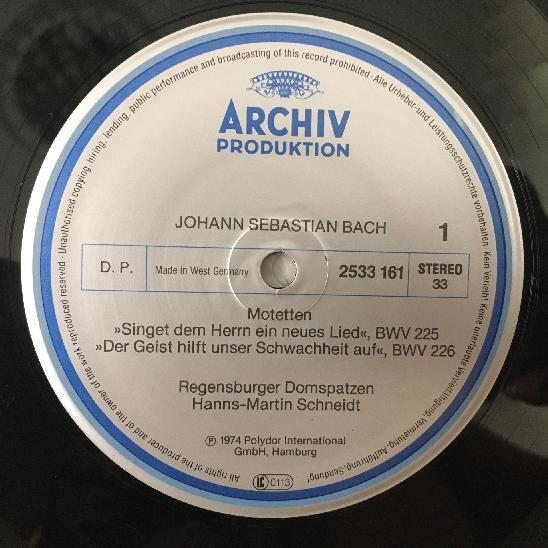 ARCHIV
PRODUKTION
JOHANN SEBASTIAN BACH
1
D. P.
Made in West Germany
2533 161
STEREO
33
Motetten
»Singet dem Herrn ein neues Lied«, BWV 225
»Der Geist hilft unser Schwachheit auf«, BWV 226
Regensburger Domspatzen
Hanns-Martin Schneidt
Ⓟ 1974 Polydor International
GmbH, Hamburg
LC 0113
All rights of the producer and of the owner of the work reproduced reserved · Unauthorised copying, hiring, lending, public performance and broadcasting of this record prohibited · Alle Urheber- und Leistungsschutzrechte vorbehalten · Kein Verleih! Keine unerlaubte Vervielfältigung, Vermietung, Aufführung, Sendung!